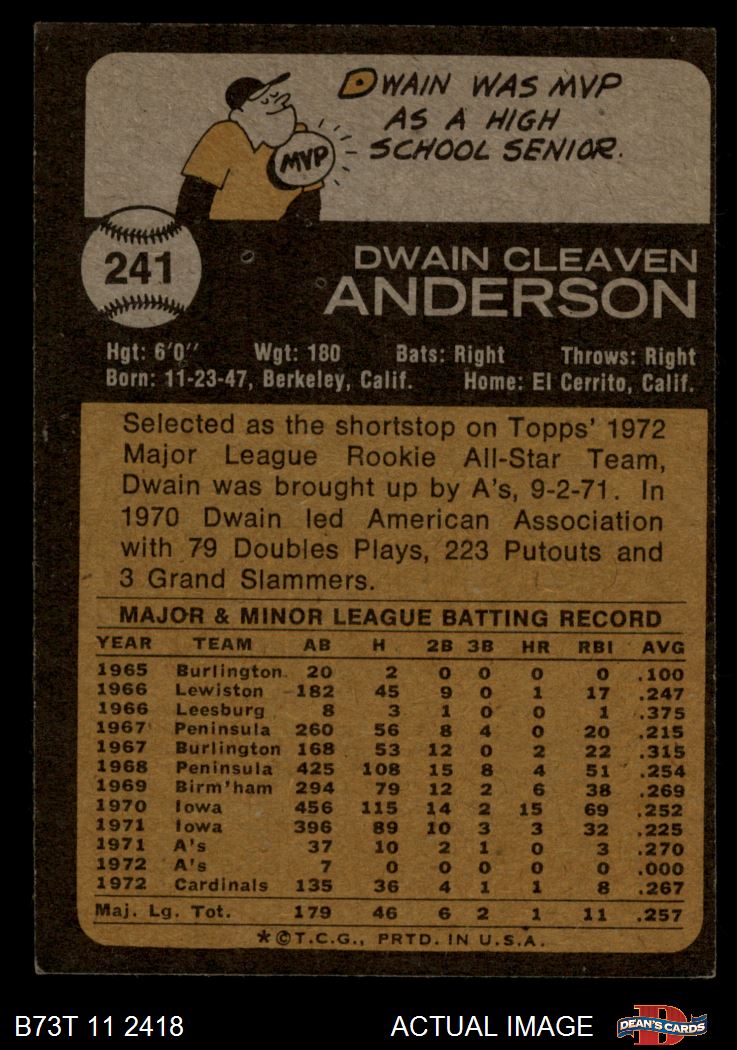 DWAIN WAS MVP
AS A HIGH
SCHOOL SENIOR.
MVP
241
DWAIN CLEAVEN
ANDERSON
Hgt: 6'0" Wgt: 180 Bats: Right Throws: Right
Born: 11-23-47, Berkeley, Calif. Home: El Cerrito, Calif.
Selected as the shortstop on Topps' 1972
Major League Rookie All-Star Team,
Dwain was brought up by A's, 9-2-71. In
1970 Dwain led American Association
with 79 Doubles Plays, 223 Putouts and
3 Grand Slammers.
MAJOR & MINOR LEAGUE BATTING RECORD
YEAR TEAM AB H 2B 3B HR RBI AVG
1965 Burlington 20 2 0 0 0 0 .100
1966 Lewiston 182 45 9 0 1 17 .247
1966 Leesburg 8 3 1 0 0 1 .375
1967 Peninsula 260 56 8 4 0 20 .215
1967 Burlington 168 53 12 0 2 22 .315
1968 Peninsula 425 108 15 8 4 51 .254
1969 Birm'ham 294 79 12 2 6 38 .269
1970 Iowa 456 115 14 2 15 69 .252
1971 Iowa 396 89 10 3 3 32 .225
1971 A's 37 10 2 1 0 3 .270
1972 A's 7 0 0 0 0 0 .000
1972 Cardinals 135 36 4 1 1 8 .267
Maj. Lg. Tot. 179 46 6 2 1 11 .257
*©T.C.G., PRTD. IN U.S.A.
B73T 11 2418 ACTUAL IMAGE
D
DEAN'S CARDS